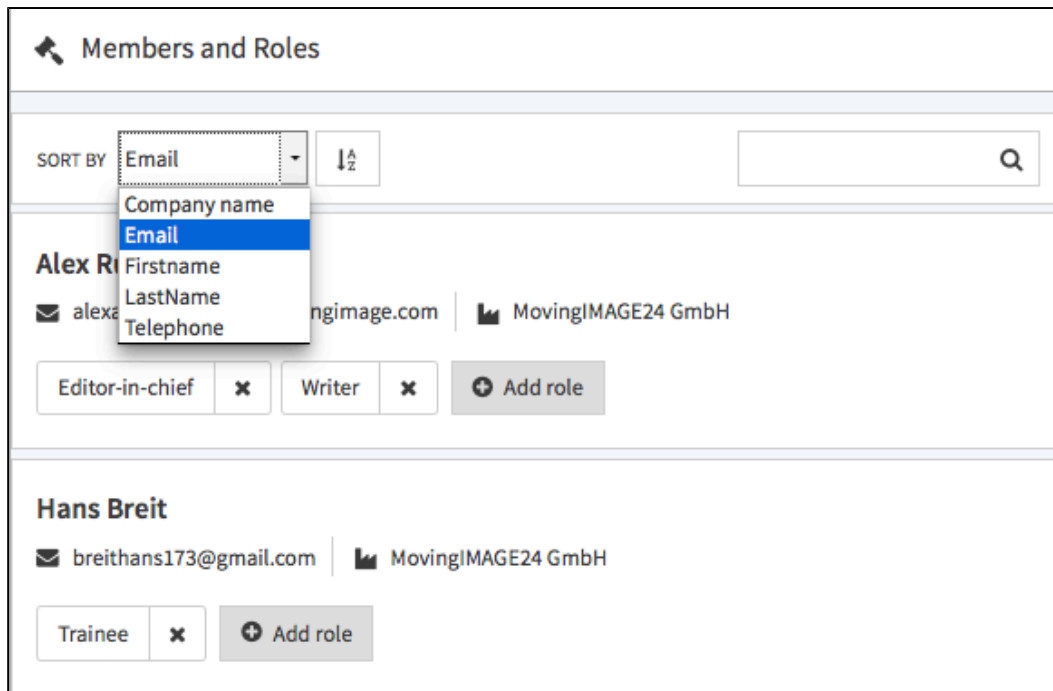 Members and Roles
SORT BY Email
Company name
Email
Firstname
LastName
Telephone
Alex
ngimage.com MovingIMAGE24 GmbH
Editor-in-chief Writer Add role
Hans Breit
breithans173@gmail.com MovingIMAGE24 GmbH
Trainee Add role